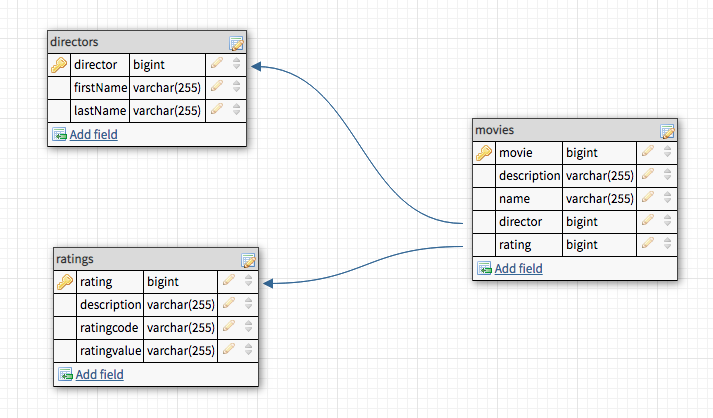 directors
director bigint
firstName varchar(255)
lastName varchar(255)
Add field
movies
movie bigint
description varchar(255)
name varchar(255)
director bigint
rating bigint
Add field
ratings
rating bigint
description varchar(255)
ratingcode varchar(255)
ratingvalue varchar(255)
Add field